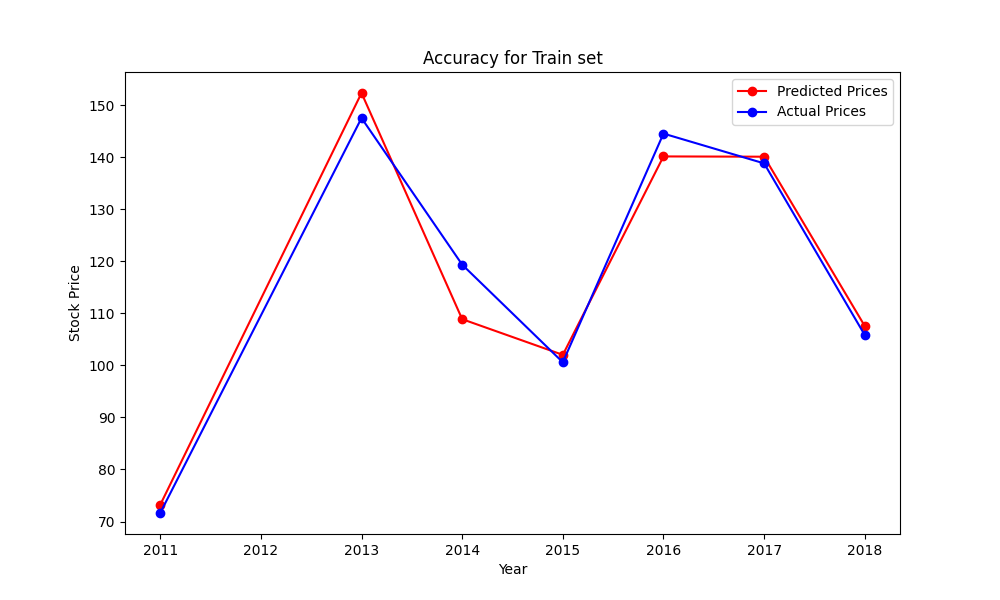 Accuracy for Train set
Predicted Prices
Actual Prices
Stock Price
150
140
130
120
110
100
90
80
70
2011 2012 2013 2014 2015 2016 2017 2018
Year